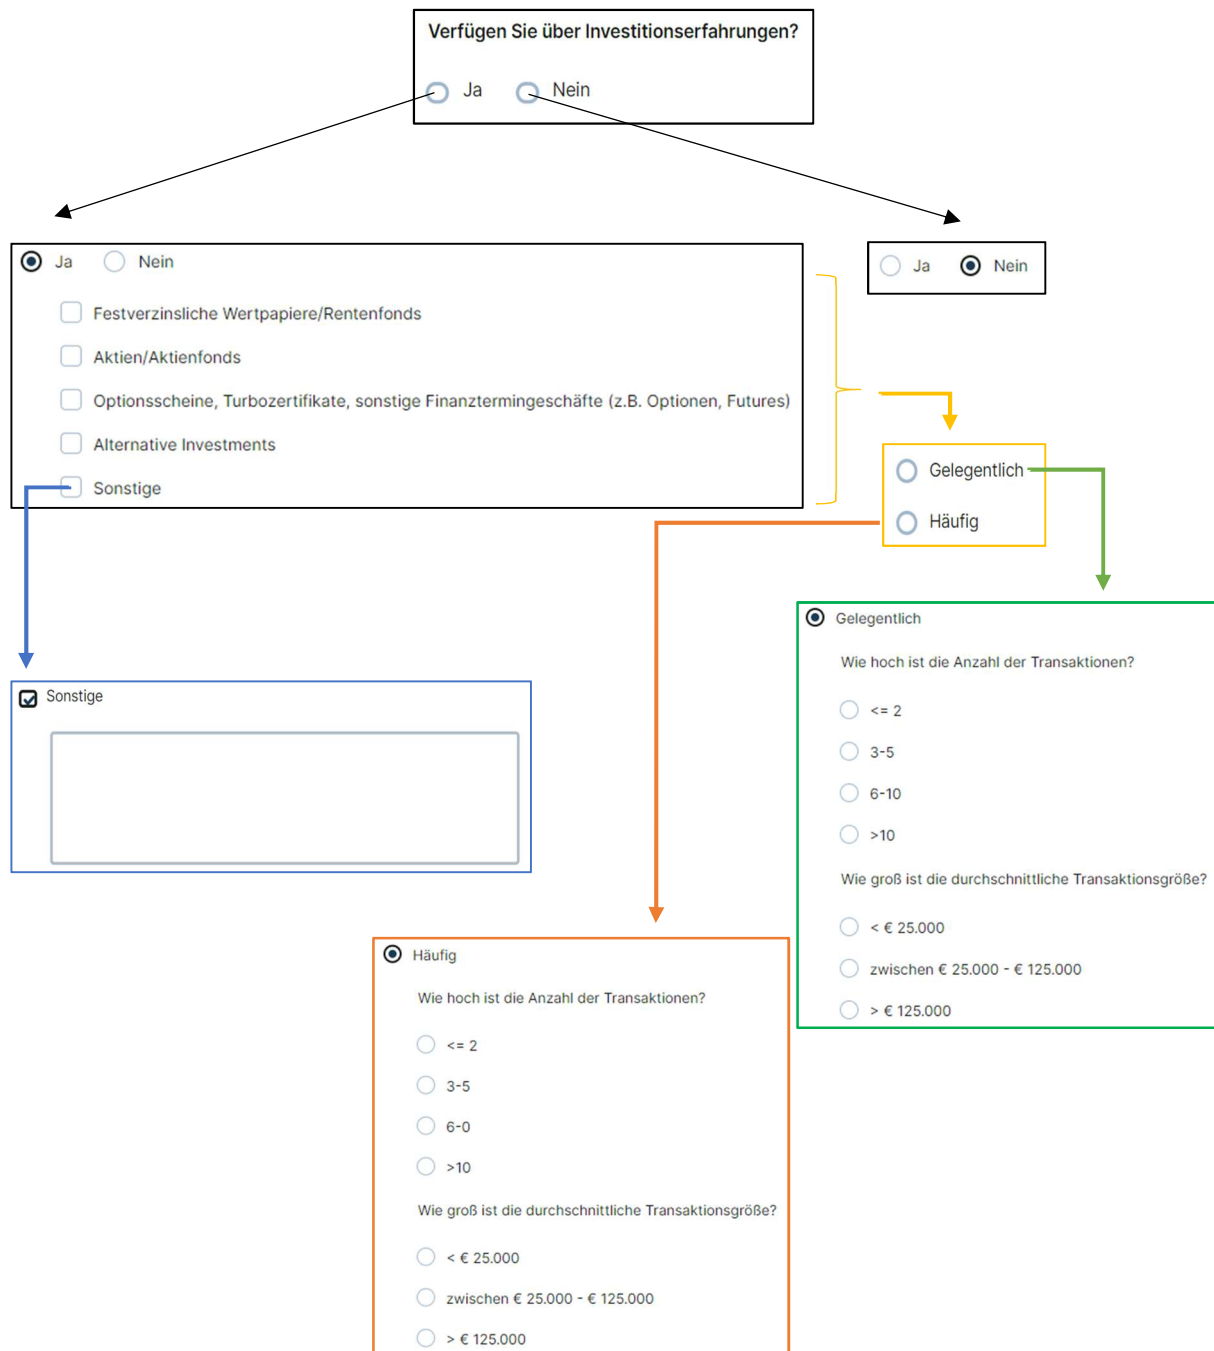 Verfügen Sie über Investitionserfahrungen?
Ja Nein
Ja Nein
Festverzinsliche Wertpapiere/Rentenfonds
Aktien/Aktienfonds
Optionsscheine, Turbozertifikate, sonstige Finanztermingeschäfte (z.B. Optionen, Futures)
Alternative Investments
Sonstige
Ja Nein
Gelegentlich
Häufig
Sonstige
Gelegentlich
Wie hoch ist die Anzahl der Transaktionen?
<= 2
3-5
6-10
>10
Wie groß ist die durchschnittliche Transaktionsgröße?
< € 25.000
zwischen € 25.000 - € 125.000
> € 125.000
Häufig
Wie hoch ist die Anzahl der Transaktionen?
<= 2
3-5
6-0
>10
Wie groß ist die durchschnittliche Transaktionsgröße?
< € 25.000
zwischen € 25.000 - € 125.000
> € 125.000